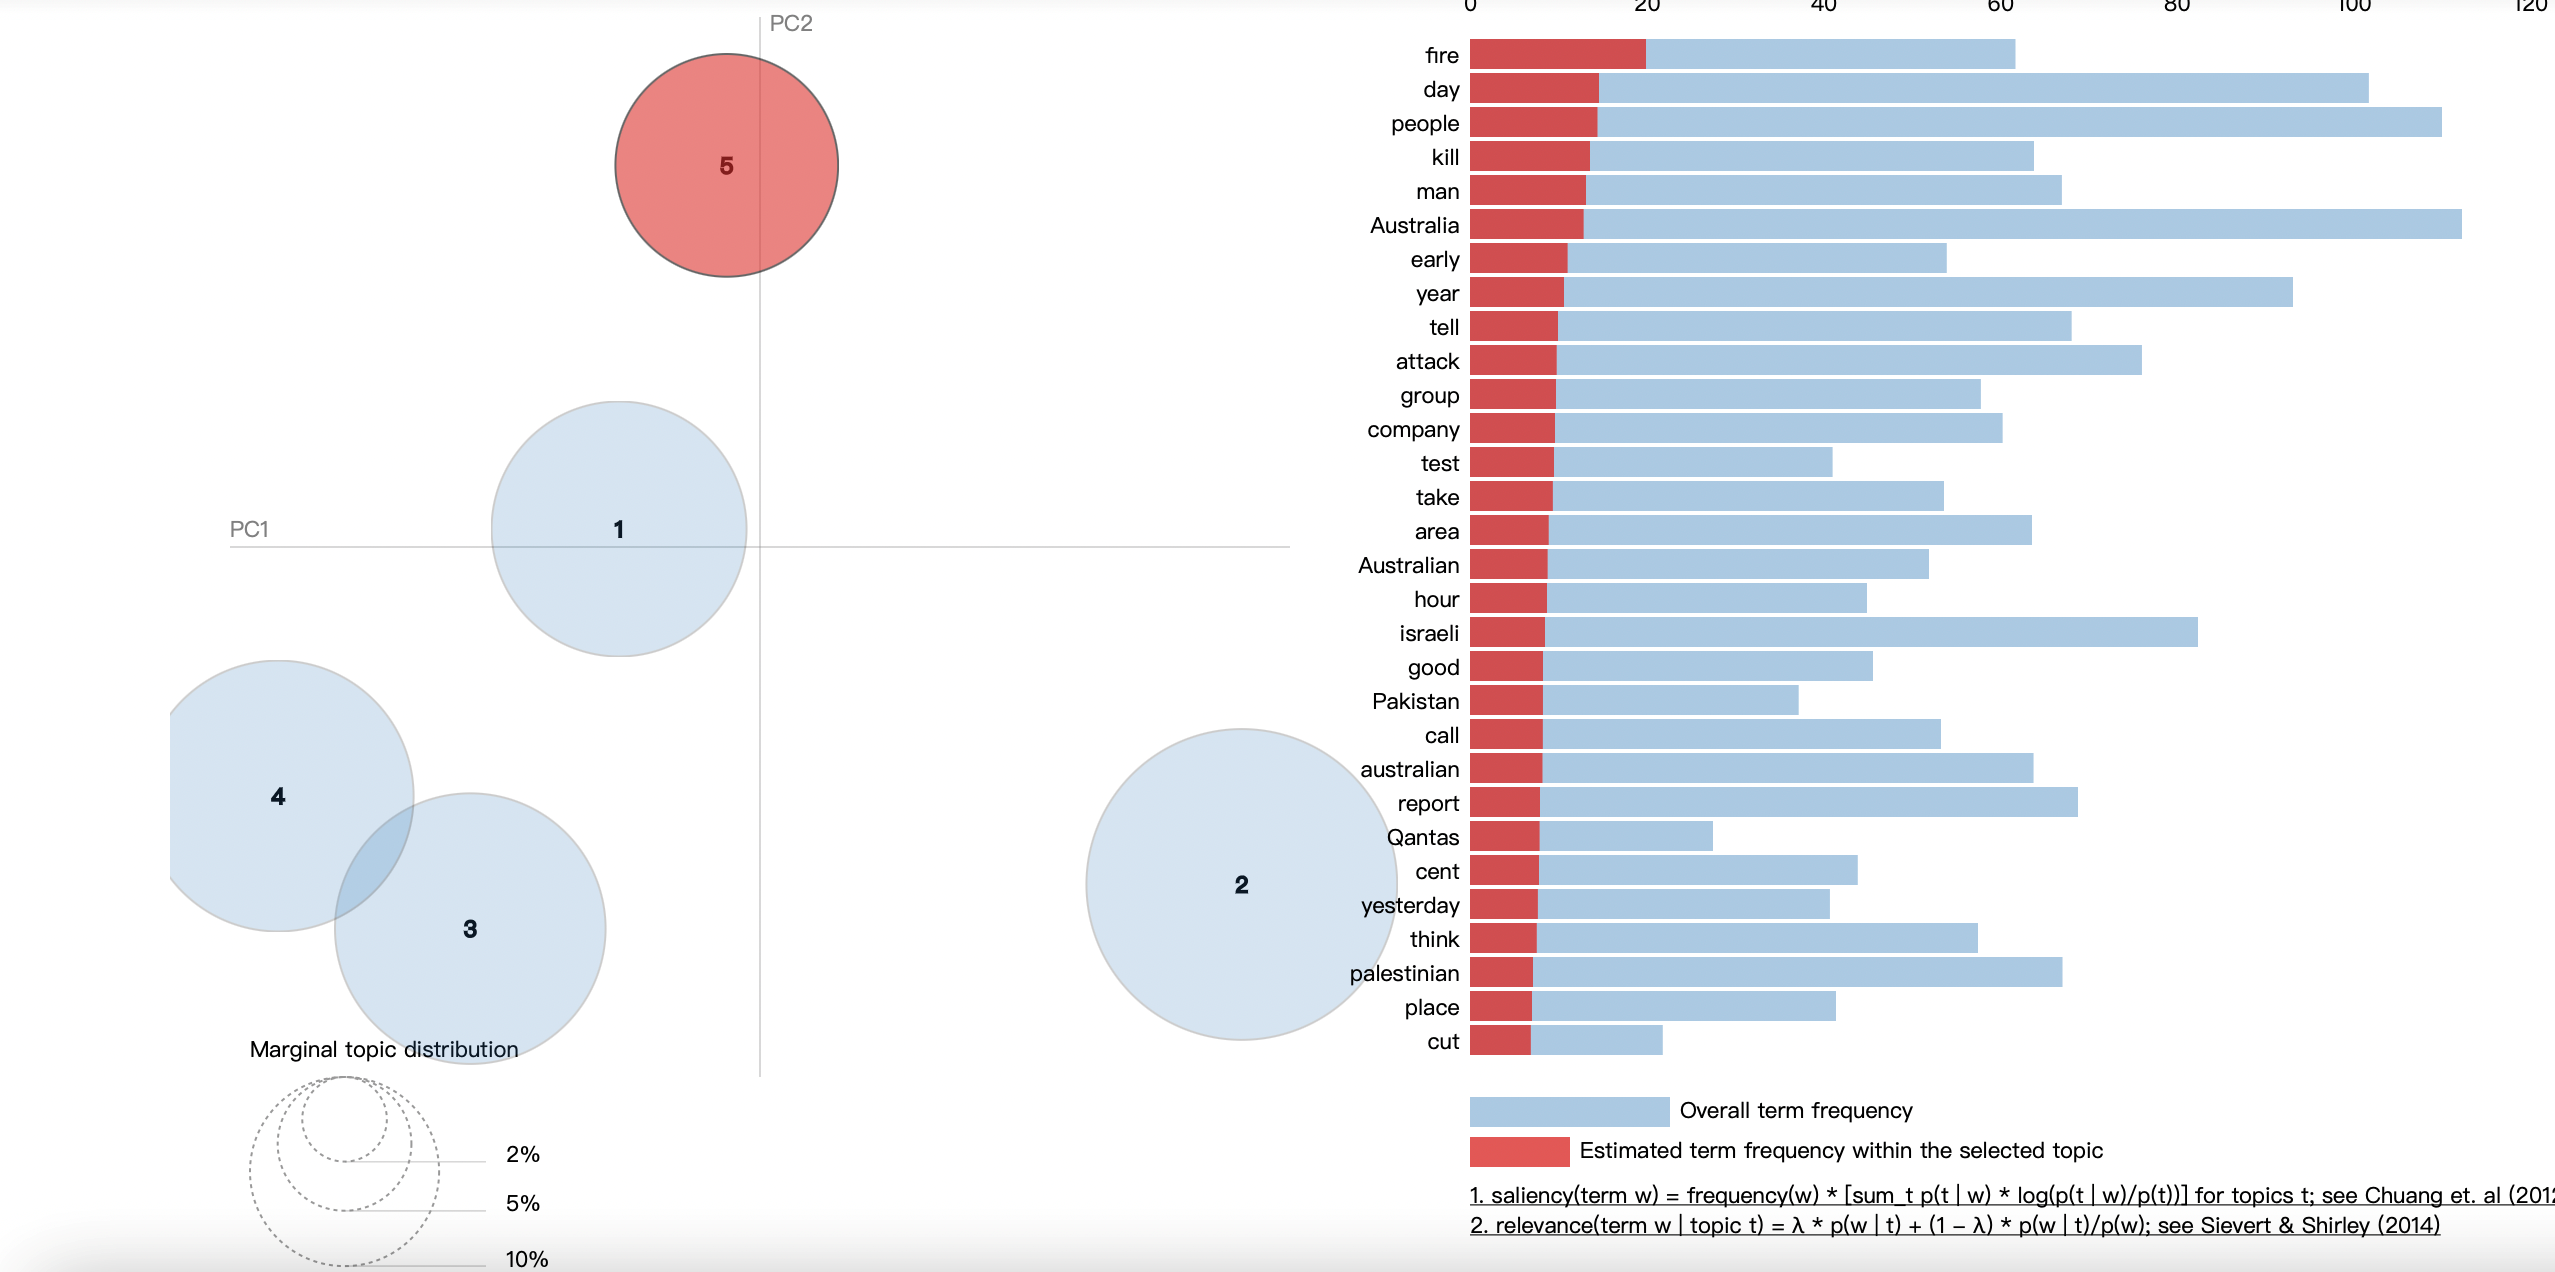 PC2
5
1
PC1
4
3
2
Marginal topic distribution
2%
5%
10%
0 20 40 60 80 100 120
fire
day
people
kill
man
Australia
early
year
tell
attack
group
company
test
take
area
Australian
hour
israeli
good
Pakistan
call
australian
report
Qantas
cent
yesterday
think
palestinian
place
cut
Overall term frequency
Estimated term frequency within the selected topic
1. saliency(term w) = frequency(w) * [sum_t p(t | w) * log(p(t | w)/p(t))] for topics t; see Chuang et. al (2012
2. relevance(term w | topic t) = λ * p(w | t) + (1 - λ) * p(w | t)/p(w); see Sievert & Shirley (2014)